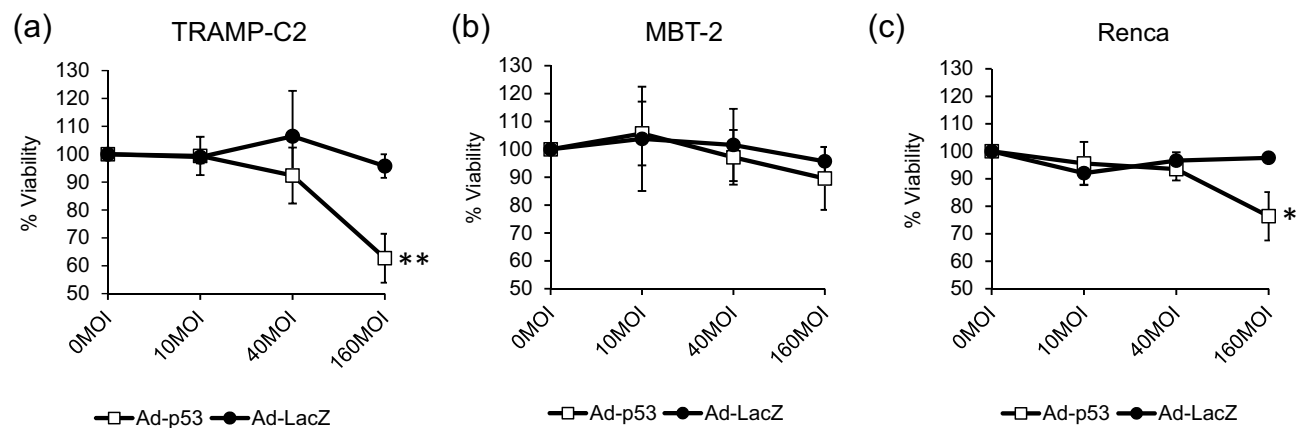 (a) TRAMP-C2
130
120
110
100
90
80
70
60
50
% Viability
0MOI
10MOI
40MOI
160MOI
**
Ad-p53 Ad-LacZ
(b) MBT-2
130
120
110
100
90
80
70
60
50
% Viability
0MOI
10MOI
40MOI
160MOI
Ad-p53 Ad-LacZ
(c) Renca
130
120
110
100
90
80
70
60
50
% Viability
0MOI
10MOI
40MOI
160MOI
*
Ad-p53 Ad-LacZ